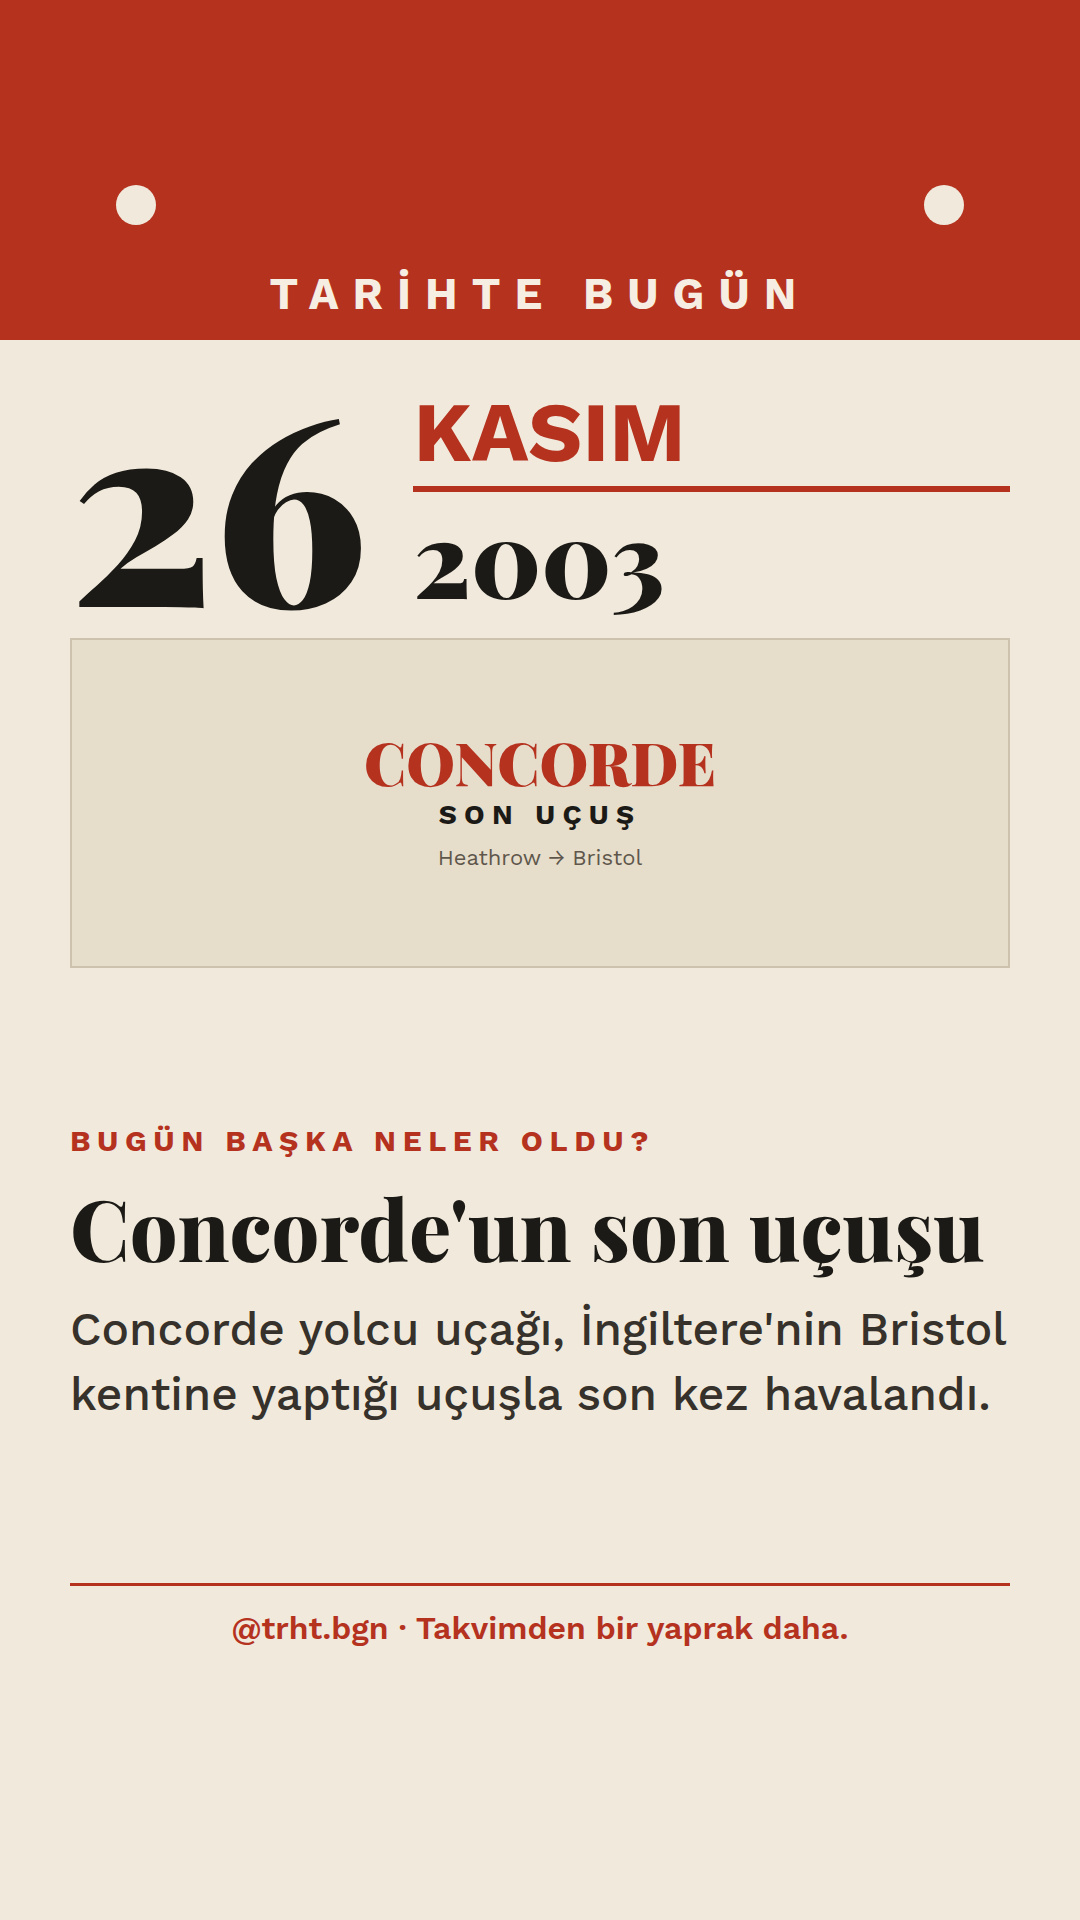 TARİHTE BUGÜN
26
KASIM
2003
CONCORDE
SON UÇUŞ
Heathrow → Bristol
BUGÜN BAŞKA NELER OLDU?
Concorde'un son uçuşu
Concorde yolcu uçağı, İngiltere'nin Bristol
kentine yaptığı uçuşla son kez havalandı.
@trht.bgn · Takvimden bir yaprak daha.